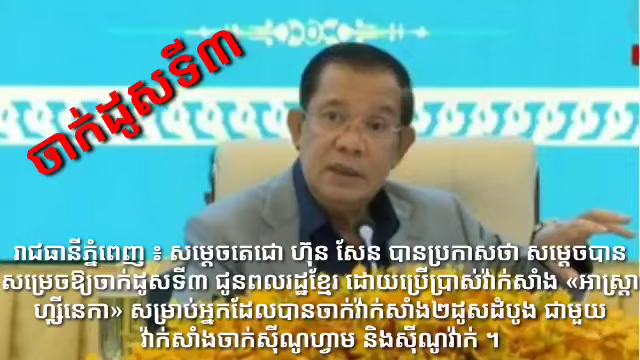 ចាក់ដូសទី៣
រាជធានីភ្នំពេញ ៖ សម្តេចតេជោ ហ៊ុន សែន បានប្រកាសថា សម្តេចបាន
សម្រេចឱ្យចាក់ដូសទី៣ ជូនពលរដ្ឋខ្មែរ ដោយប្រើប្រាស់វ៉ាក់សាំង «អាស្ត្រា
ហ្ស៊ីនេកា» សម្រាប់អ្នកដែលបានចាក់វ៉ាក់សាំង២ដូសដំបូង ជាមួយ
វ៉ាក់សាំងចាក់ស៊ីណូហ្វាម និងស៊ីណូវ៉ាក់ ។